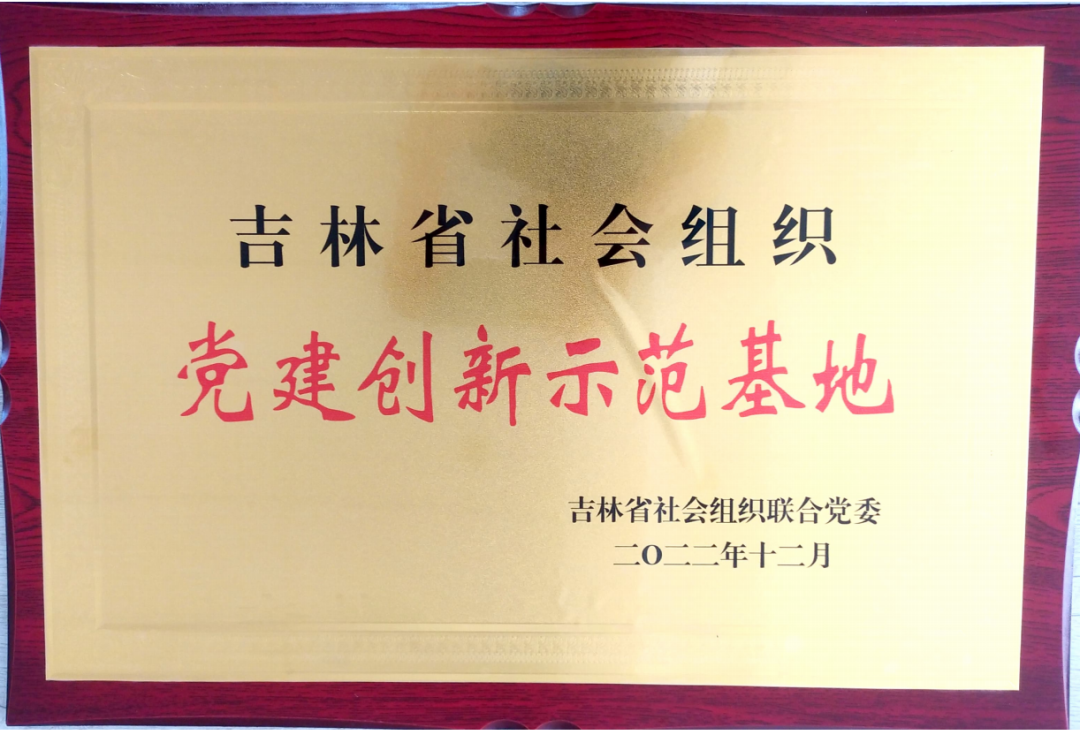 吉林省社会组织
党建创新示范基地
吉林省社会组织联合党委
二〇二二年十二月